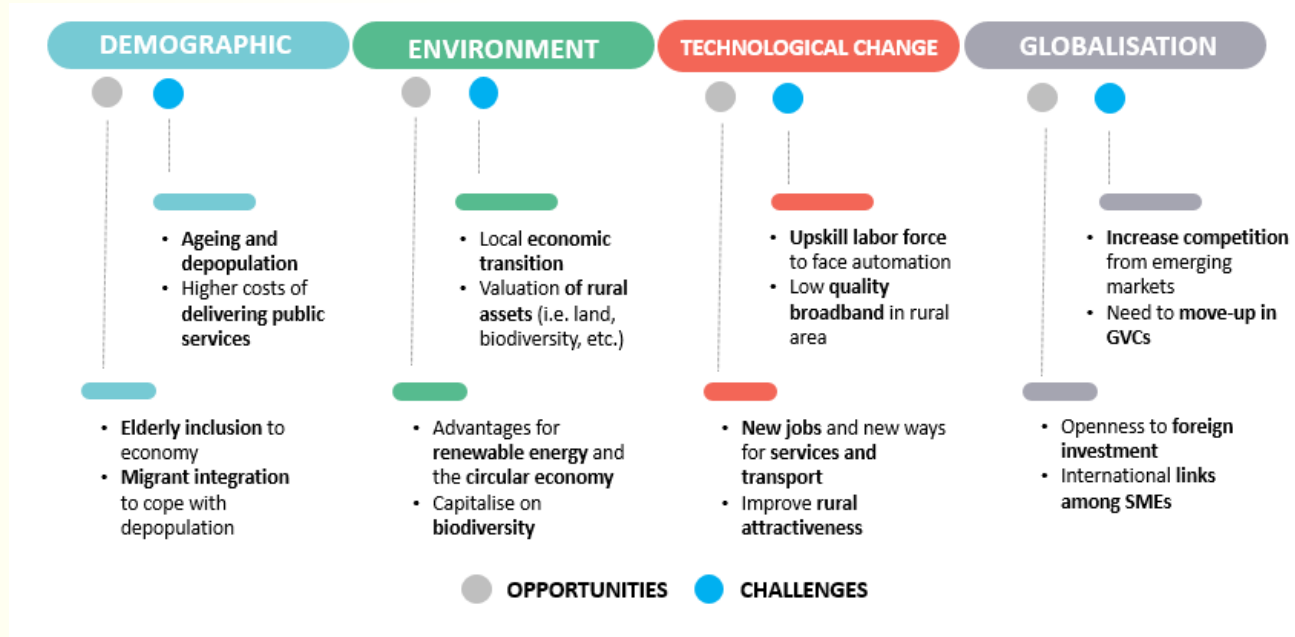 DEMOGRAPHIC
ENVIRONMENT
TECHNOLOGICAL CHANGE
GLOBALISATION
• Ageing and
depopulation
• Higher costs of
delivering public
services
• Local economic
transition
• Valuation of rural
assets (i.e. land,
biodiversity, etc.)
• Upskill labor force
to face automation
• Low quality
broadband in rural
area
• Increase competition
from emerging
markets
• Need to move-up in
GVCs
• Elderly inclusion to
economy
• Migrant integration
to cope with
depopulation
• Advantages for
renewable energy and
the circular economy
• Capitalise on
biodiversity
• New jobs and new ways
for services and
transport
• Improve rural
attractiveness
• Openness to foreign
investment
• International links
among SMEs
OPPORTUNITIES
CHALLENGES